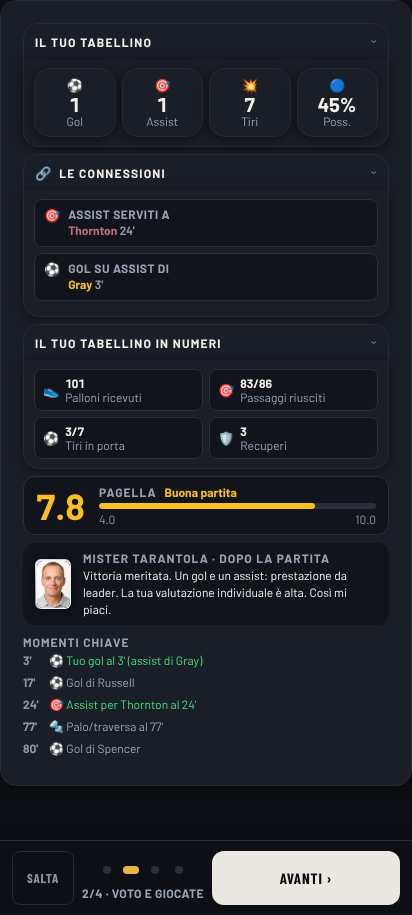 IL TUO TABELLINO
1
Gol
1
Assist
7
Tiri
45%
Poss.
LE CONNESSIONI
ASSIST SERVITI A
Thornton 24'
GOL SU ASSIST DI
Gray 3'
IL TUO TABELLINO IN NUMERI
101
Palloni ricevuti
83/86
Passaggi riusciti
3/7
Tiri in porta
3
Recuperi
7.8
PAGELLA Buona partita
4.0 10.0
MISTER TARANTOLA · DOPO LA PARTITA
Vittoria meritata. Un gol e un assist: prestazione da
leader. La tua valutazione individuale è alta. Così mi
piaci.
MOMENTI CHIAVE
3' Tuo gol al 3' (assist di Gray)
17' Gol di Russell
24' Assist per Thornton al 24'
77' Palo/traversa al 77'
80' Gol di Spencer
SALTA
2/4 · VOTO E GIOCATE
AVANTI ›